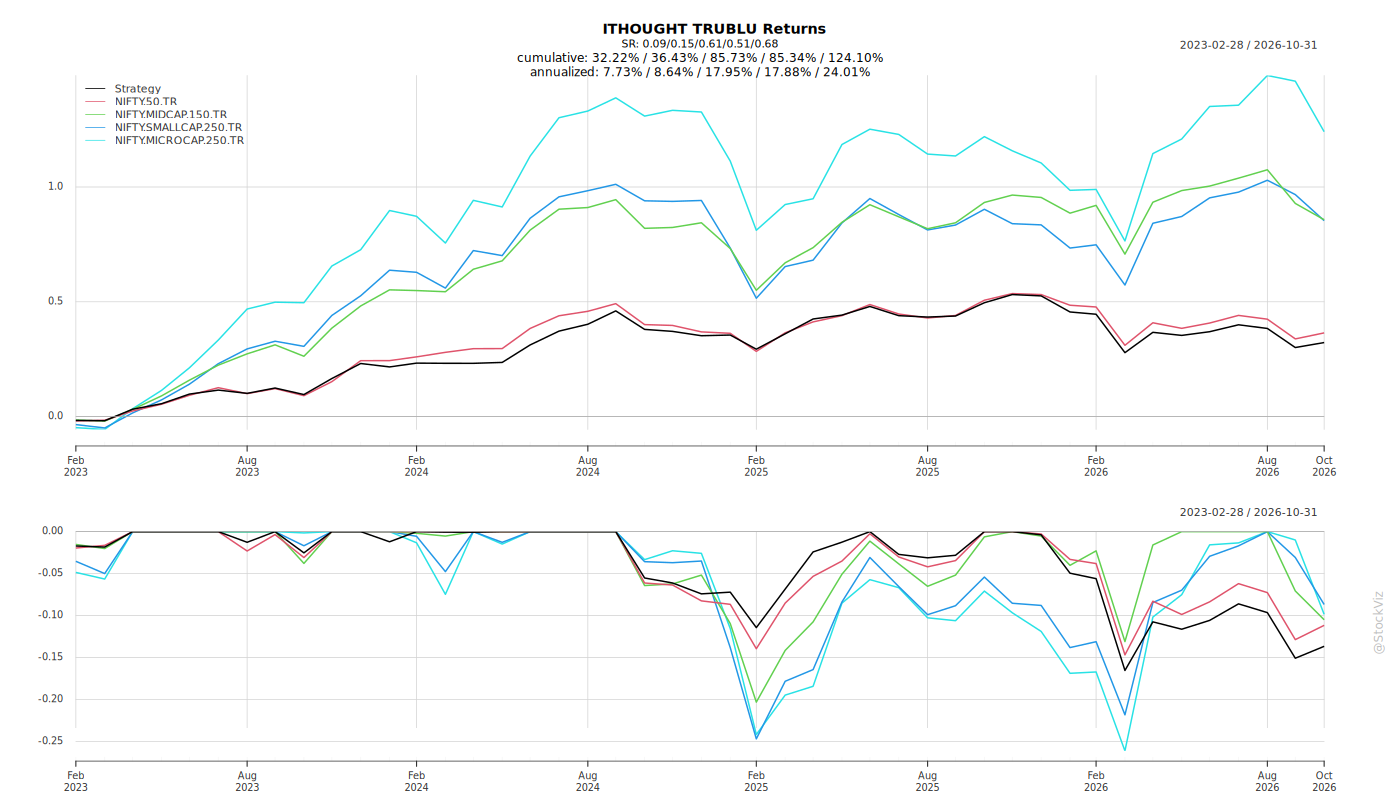 ITHOUGHT TRUBLU Returns
SR: 0.09/0.15/0.61/0.51/0.68
cumulative: 32.22% / 36.43% / 85.73% / 85.34% / 124.10%
annualized: 7.73% / 8.64% / 17.95% / 17.88% / 24.01%
2023-02-28 / 2026-10-31
Strategy
NIFTY.50.TR
NIFTY.MIDCAP.150.TR
NIFTY.SMALLCAP.250.TR
NIFTY.MICROCAP.250.TR
1.0
0.5
0.0
Feb Aug Feb Aug Feb Aug Feb Aug Oct
2023 2023 2024 2024 2025 2025 2026 2026 2026
2023-02-28 / 2026-10-31
0.00
-0.05
-0.10
-0.15
-0.20
-0.25
Feb Aug Feb Aug Feb Aug Feb Aug Oct
2023 2023 2024 2024 2025 2025 2026 2026 2026
@StockViz